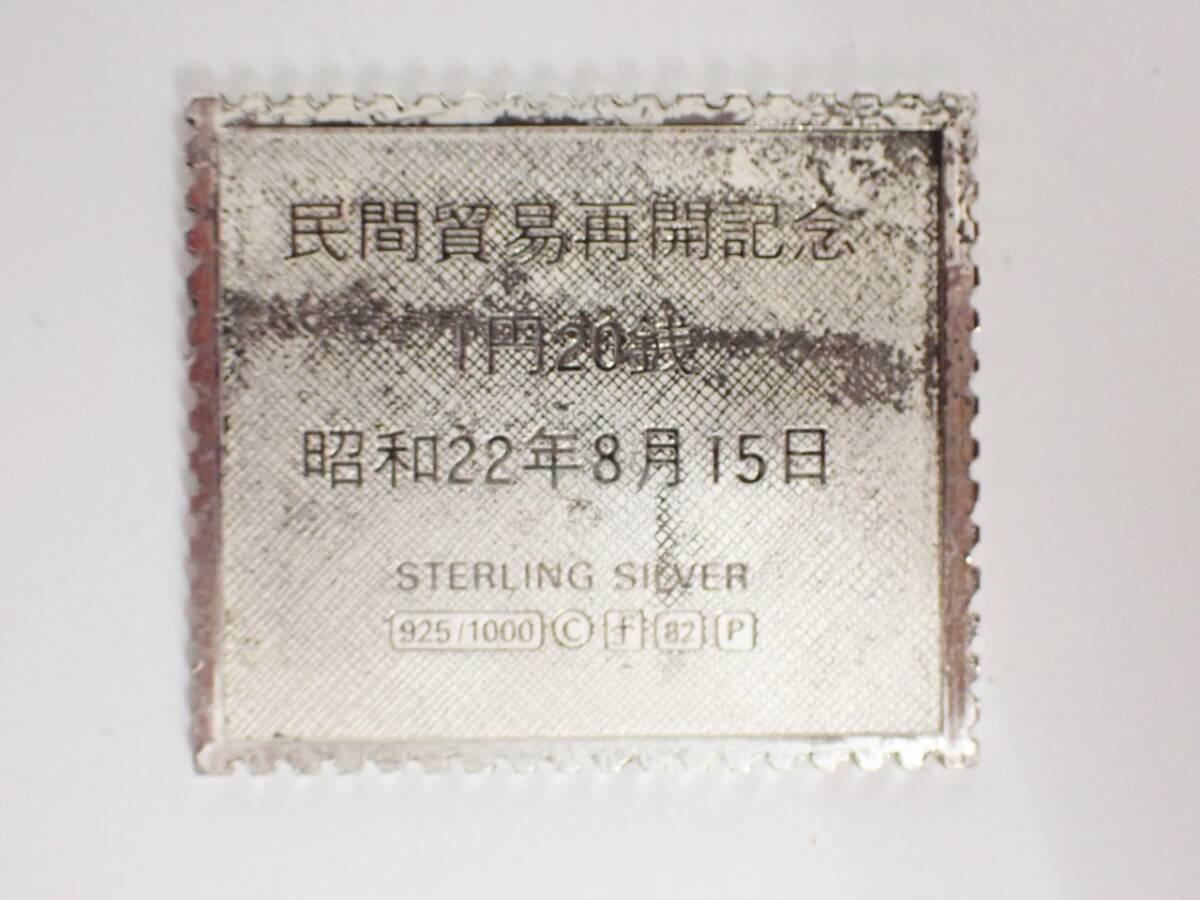 民間貿易再開記念
1円20銭
昭和22年8月15日
STERLING SILVER
925/1000 C f 82 P